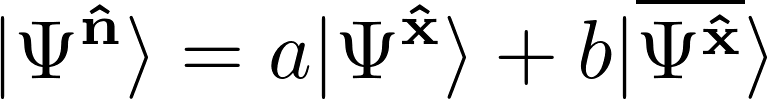 |Ψ^n̂⟩ = a|Ψ^x̂⟩ + b|\overline{Ψ^x̂}⟩